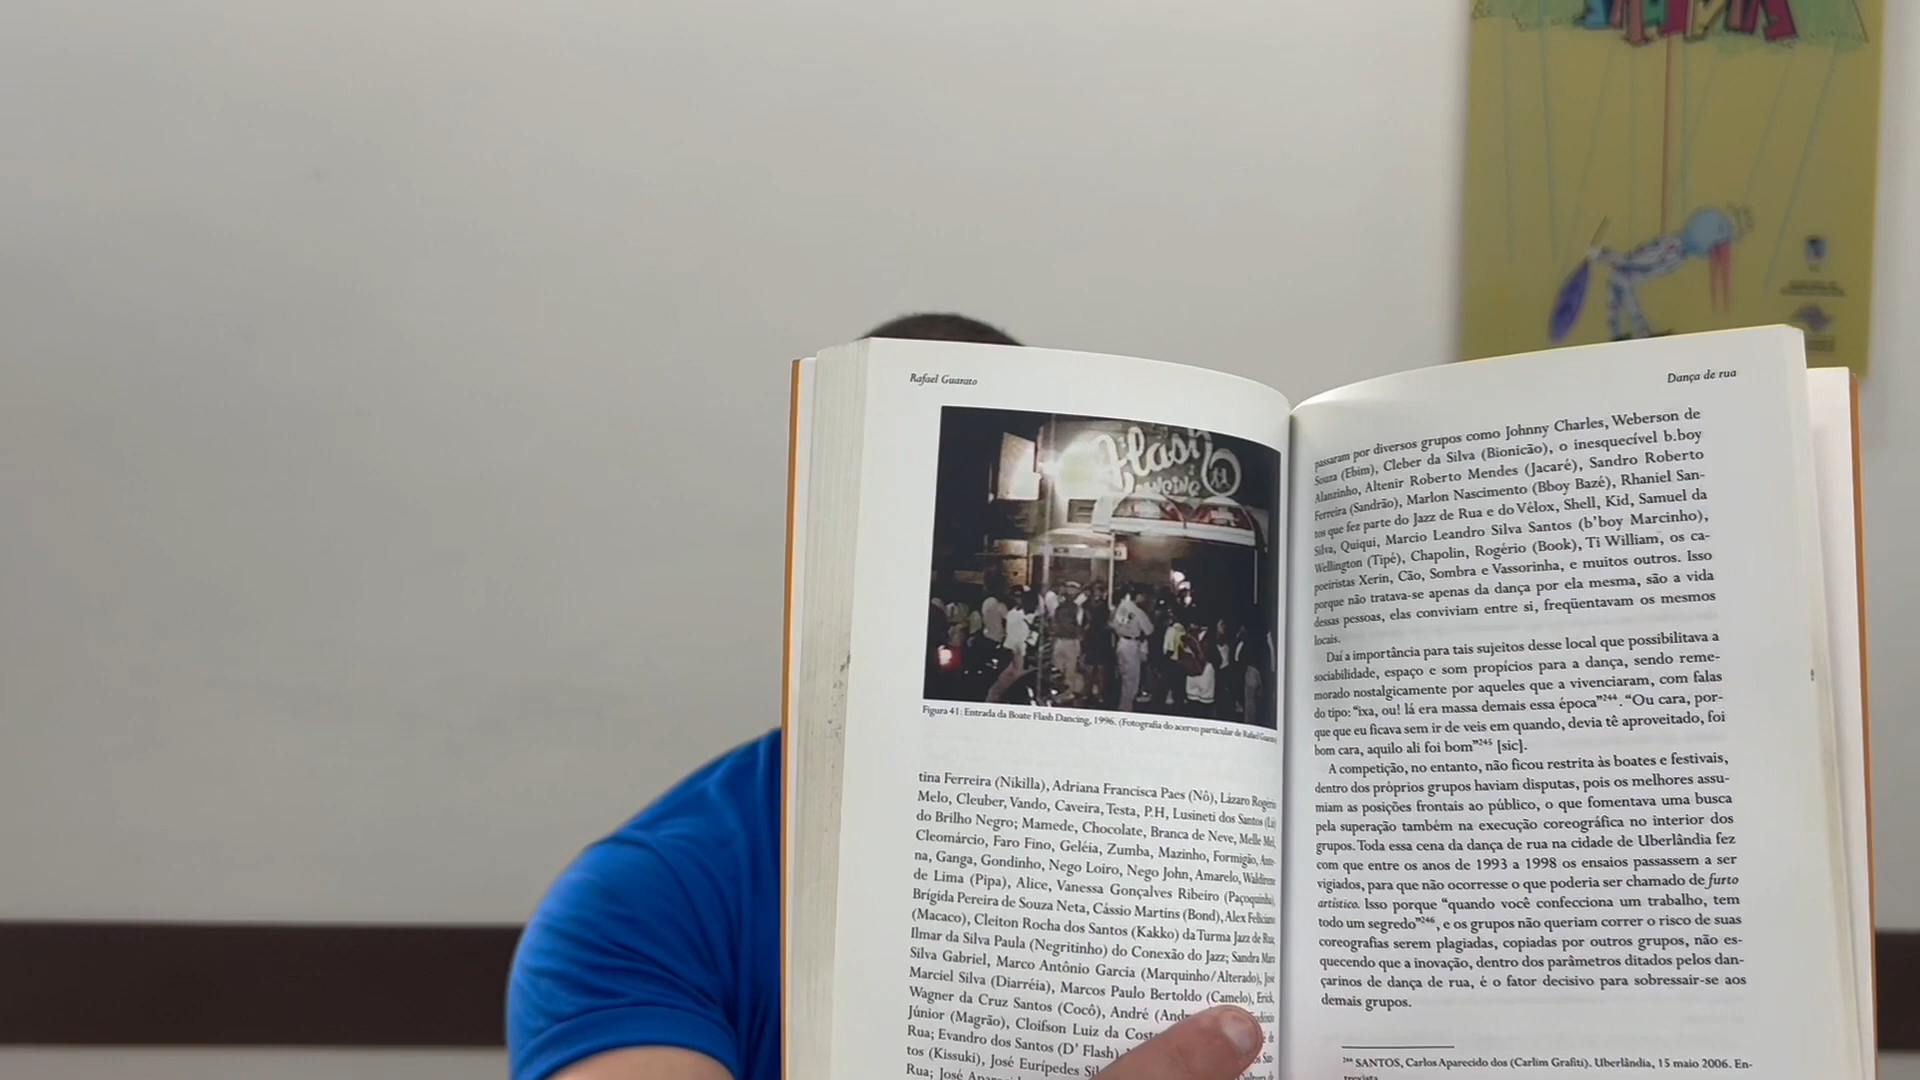 Rafael Guarato
Flash
Dancing
Figura 41: Entrada da Boate Flash Dancing, 1996. (Fotografia do acervo particular de Rafael Guarato)
tina Ferreira (Nikilla), Adriana Francisca Paes (Nô), Lázaro Rogério
Melo, Cleuber, Vando, Caveira, Testa, P.H, Lusineti dos Santos (Lú)
do Brilho Negro; Mamede, Chocolate, Branca de Neve, Melle Mel,
Cleomárcio, Faro Fino, Geléia, Zumba, Mazinho, Formigão, Anto-
na, Ganga, Gondinho, Nego Loiro, Nego John, Amarelo, Waldirene
de Lima (Pipa), Alice, Vanessa Gonçalves Ribeiro (Paçoquinha),
Brígida Pereira de Souza Neta, Cássio Martins (Bond), Alex Feliciano
(Macaco), Cleiton Rocha dos Santos (Kakko) da Turma Jazz de Rua;
Ilmar da Silva Paula (Negritinho) do Conexão do Jazz; Sandra Mara
Silva Gabriel, Marco Antônio Garcia (Marquinho/Alterado), José
Marciel Silva (Diarréia), Marcos Paulo Bertoldo (Camelo), Erick,
Wagner da Cruz Santos (Cocô), André
Júnior (Magrão), Cloifson Luiz da
Rua; Evandro dos Santos (D' Flash),
tos (Kissuki), José Eurípedes
Rua; José
Dança de rua
passaram por diversos grupos como Johnny Charles, Weberson de
Souza (Ebim), Cleber da Silva (Bionicão), o inesquecível b.boy
Alanzinho, Altenir Roberto Mendes (Jacaré), Sandro Roberto
Ferreira (Sandrão), Marlon Nascimento (Bboy Bazé), Rhaniel San-
tos que fez parte do Jazz de Rua e do Vélox, Shell, Kid, Samuel da
Silva, Quiqui, Marcio Leandro Silva Santos (b'boy Marcinho),
Wellington (Tipé), Chapolin, Rogério (Book), Ti William, os ca-
poeiristas Xerin, Cão, Sombra e Vassorinha, e muitos outros. Isso
porque não tratava-se apenas da dança por ela mesma, são a vida
dessas pessoas, elas conviviam entre si, freqüentavam os mesmos
locais.
Daí a importância para tais sujeitos desse local que possibilitava a
sociabilidade, espaço e som propícios para a dança, sendo reme-
morado nostalgicamente por aqueles que a vivenciaram, com falas
do tipo: "ixa, ou! lá era massa demais essa época"²⁴⁴. "Ou cara, por-
que que eu ficava sem ir de veis em quando, devia tê aproveitado, foi
bom cara, aquilo ali foi bom"²⁴⁵ [sic].
A competição, no entanto, não ficou restrita às boates e festivais,
dentro dos próprios grupos haviam disputas, pois os melhores assu-
miam as posições frontais ao público, o que fomentava uma busca
pela superação também na execução coreográfica no interior dos
grupos. Toda essa cena da dança de rua na cidade de Uberlândia fez
com que entre os anos de 1993 a 1998 os ensaios passassem a ser
vigiados, para que não ocorresse o que poderia ser chamado de furto
artístico. Isso porque "quando você confecciona um trabalho, tem
todo um segredo"²⁴⁶, e os grupos não queriam correr o risco de suas
coreografias serem plagiadas, copiadas por outros grupos, não es-
quecendo que a inovação, dentro dos parâmetros ditados pelos dan-
çarinos de dança de rua, é o fator decisivo para sobressair-se aos
demais grupos.
²⁴⁴ SANTOS, Carlos Aparecido dos (Carlim Grafiti). Uberlândia, 15 maio 2006. En-
trevista.